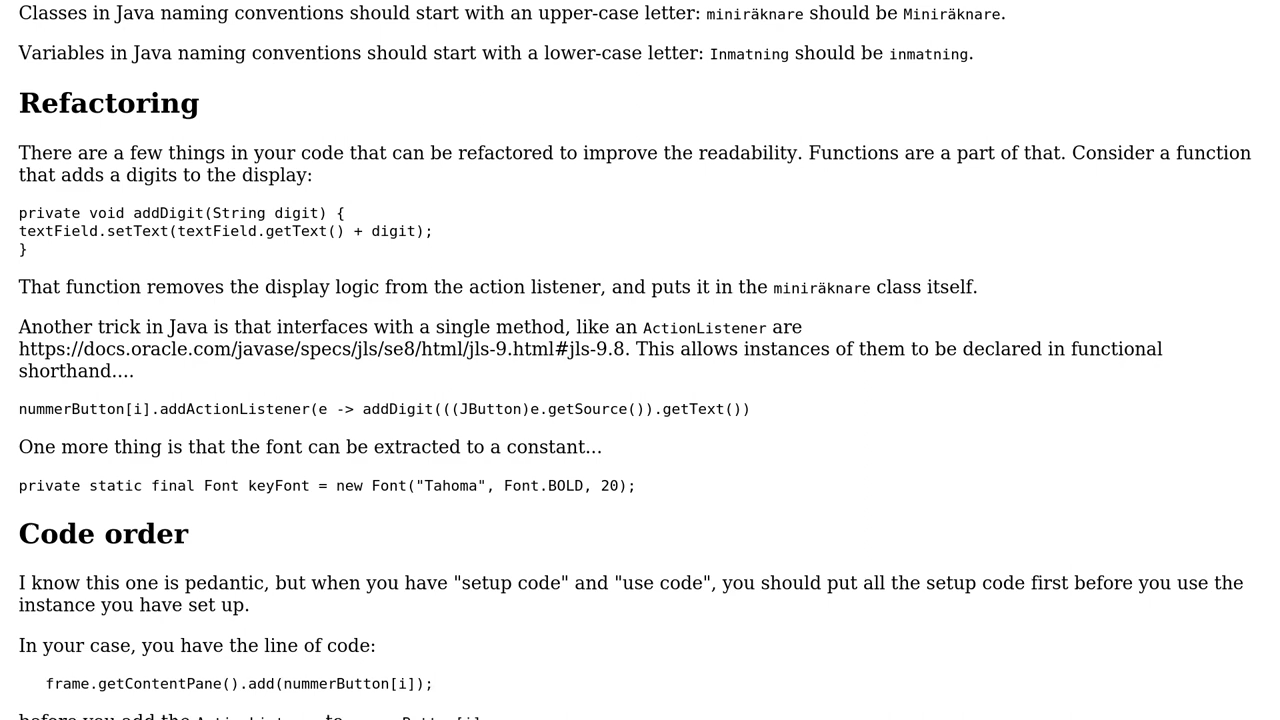 Classes in Java naming conventions should start with an upper-case letter: miniräknare should be Miniräknare.
Variables in Java naming conventions should start with a lower-case letter: Inmatning should be inmatning.
Refactoring
There are a few things in your code that can be refactored to improve the readability. Functions are a part of that. Consider a function
that adds a digits to the display:
private void addDigit(String digit) {
textField.setText(textField.getText() + digit);
}
That function removes the display logic from the action listener, and puts it in the miniräknare class itself.
Another trick in Java is that interfaces with a single method, like an ActionListener are
https://docs.oracle.com/javase/specs/jls/se8/html/jls-9.html#jls-9.8. This allows instances of them to be declared in functional
shorthand....
nummerButton[i].addActionListener(e -> addDigit(((JButton)e.getSource()).getText())
One more thing is that the font can be extracted to a constant...
private static final Font keyFont = new Font("Tahoma", Font.BOLD, 20);
Code order
I know this one is pedantic, but when you have "setup code" and "use code", you should put all the setup code first before you use the
instance you have set up.
In your case, you have the line of code:
frame.getContentPane().add(nummerButton[i]);
before you add the ActionListener to nummerButton[i]